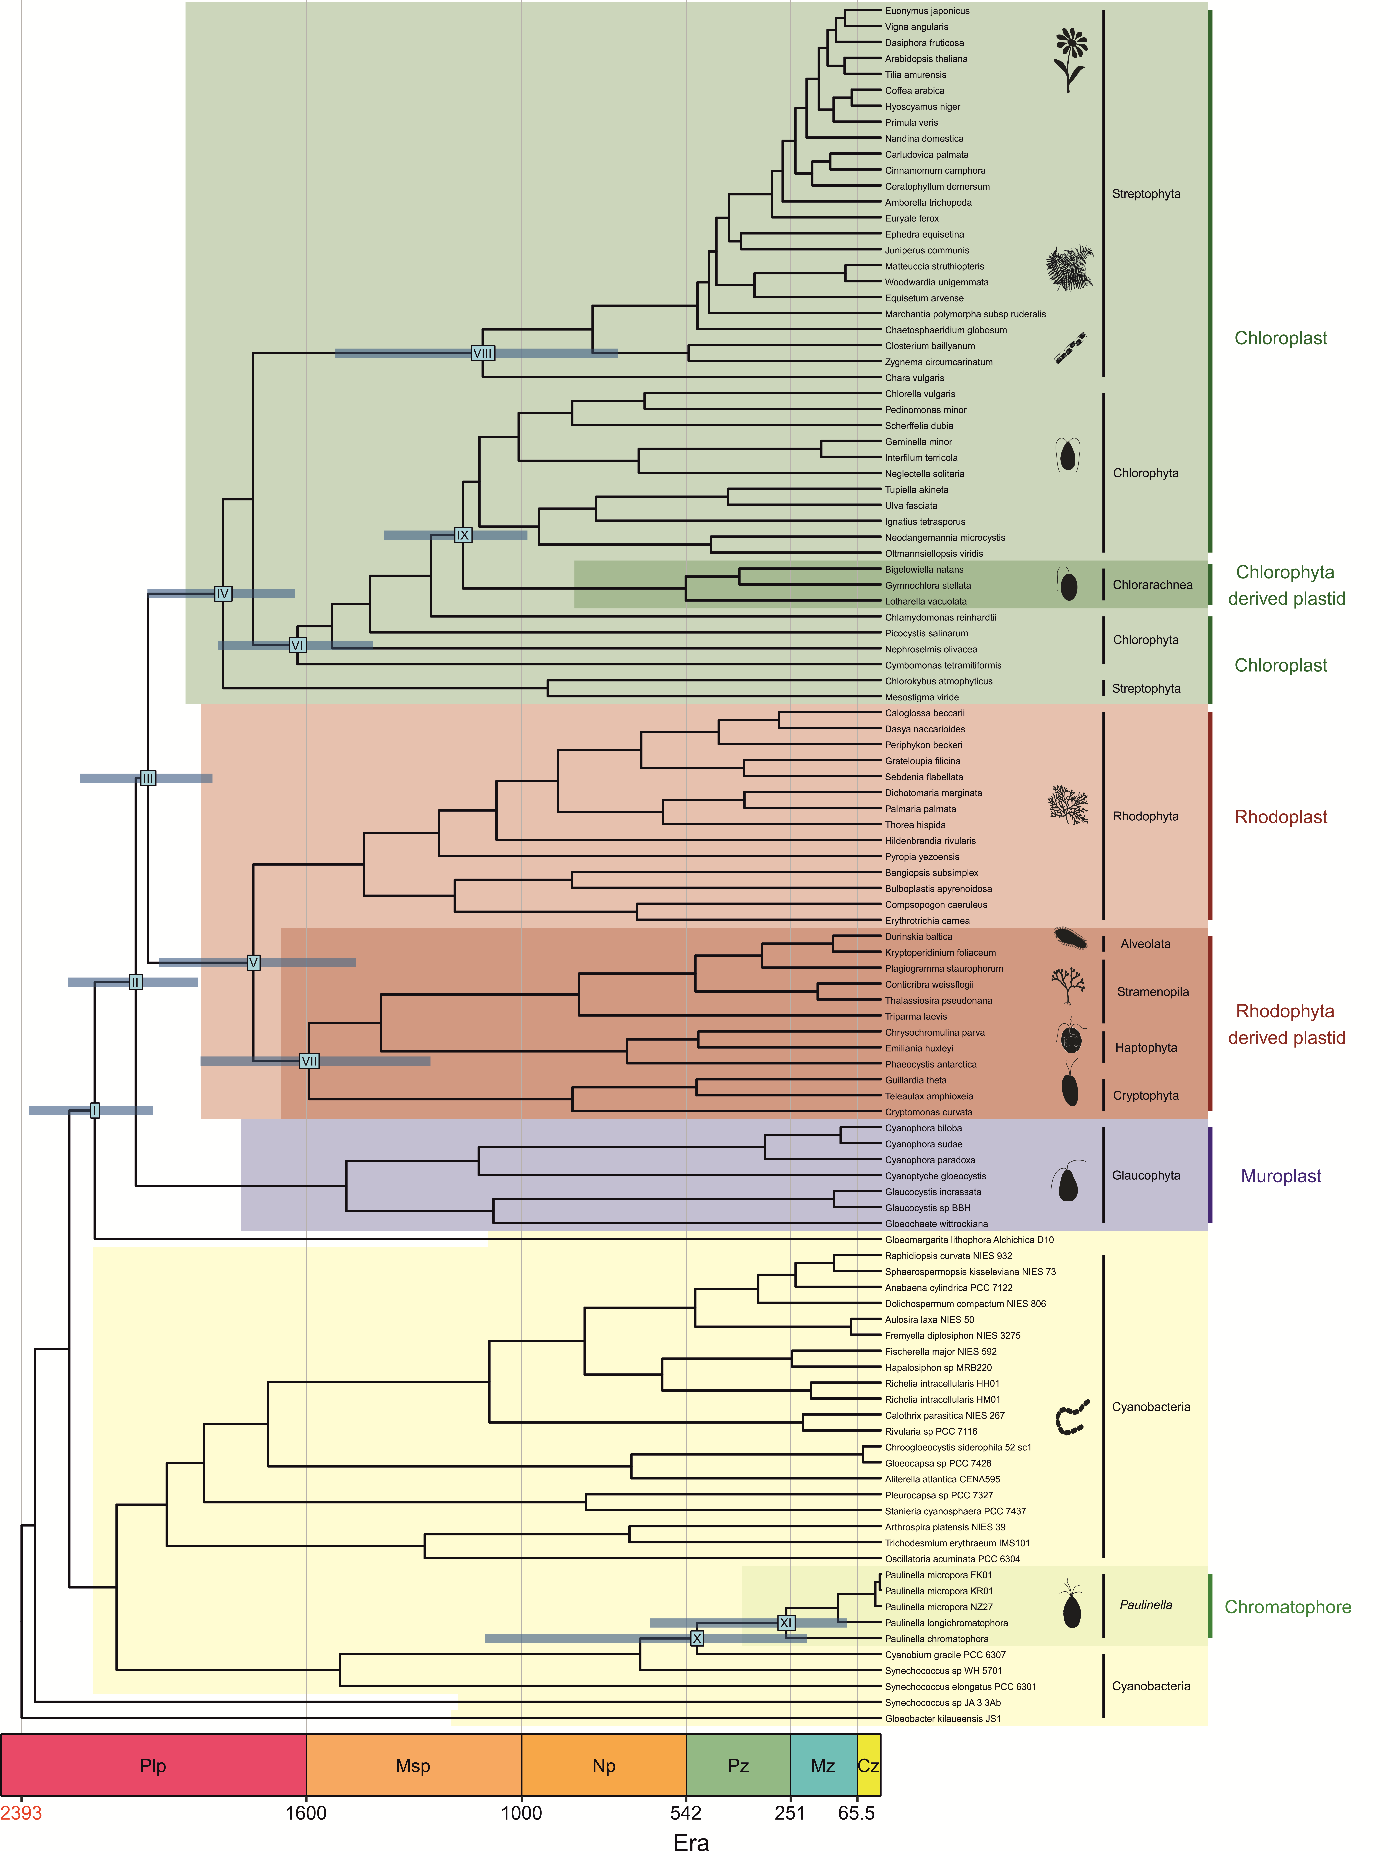 Euonymus japonicus
Vigna angularis
Dasiphora fruticosa
Arabidopsis thaliana
Tilia amurensis
Coffea arabica
Hyoscyamus niger
Primula veris
Nandina domestica
Carludovica palmata
Cinnamomum camphora
Ceratophyllum demersum
Streptophyta
Amborella trichopoda
Euryale ferox
Ephedra equisetina
Juniperus communis
Matteuccia struthiopteris
Woodwardia unigemmata
Equisetum arvense
Marchantia polymorpha subsp ruderalis
Chaetosphaeridium globosum
Chloroplast
Closterium baillyanum
VIII
Zygnema circumcarinatum
Chara vulgaris
Chlorella vulgaris
Pedinomonas minor
Scherffelia dubia
Geminella minor
Interfilum terricola
Neglectella solitaria
Chlorophyta
Tupiella akineta
Ulva fasciata
Ignatius tetrasporus
IX
Neodangemannia microcystis
Oltmannsiellopsis viridis
Bigelowiella natans
Chlorophyta
derived plastid
Gymnochlora stellata
Chlorarachnea
IV
Lotharella vacuolata
Chlamydomonas reinhardtii
Picocystis salinarum
Chlorophyta
VI
Nephroselmis olivacea
Cymbomonas tetramitiformis
Chloroplast
Chlorokybus atmophyticus
Streptophyta
Mesostigma viride
Caloglossa beccarii
Dasya naccarioides
Periphykon beckeri
Grateloupia filicina
Sebdenia flabellata
III
Dichotomaria marginata
Palmaria palmata
Rhodophyta
Rhodoplast
Thorea hispida
Hildenbrandia rivularis
Pyropia yezoensis
Bangiopsis subsimplex
Bulboplastis apyrenoidosa
Compsopogon caeruleus
Erythrotrichia carnea
Durinskia baltica
Alveolata
Kryptoperidinium foliaceum
V
Plagiogramma staurophorum
II
Conticribra weissflogii
Stramenopila
Thalassiosira pseudonana
Triparma laevis
Rhodophyta
derived plastid
Chrysochromulina parva
Emiliania huxleyi
Haptophyta
VII
Phaeocystis antarctica
Guillardia theta
Teleaulax amphioxeia
Cryptophyta
I
Cryptomonas curvata
Cyanophora biloba
Cyanophora sudae
Cyanophora paradoxa
Cyanoptyche gloeocystis
Glaucophyta
Muroplast
Glaucocystis incrassata
Glaucocystis sp BBH
Gloeochaete wittrockiana
Gloeomargarita lithophora Alchichica D10
Raphidiopsis curvata NIES 932
Sphaerospermopsis kisseleviana NIES 73
Anabaena cylindrica PCC 7122
Dolichospermum compactum NIES 806
Aulosira laxa NIES 50
Fremyella diplosiphon NIES 3275
Fischerella major NIES 592
Hapalosiphon sp MRB220
Richelia intracellularis HH01
Richelia intracellularis HM01
Cyanobacteria
Calothrix parasitica NIES 267
Rivularia sp PCC 7116
Chroogloeocystis siderophila 52 sc1
Gloeocapsa sp PCC 7428
Aliterella atlantica CENA595
Pleurocapsa sp PCC 7327
Stanieria cyanosphaera PCC 7437
Arthrospira platensis NIES 39
Trichodesmium erythraeum IMS101
Oscillatoria acuminata PCC 6304
Paulinella micropora FK01
Paulinella micropora KR01
Paulinella micropora NZ27
Paulinella
Chromatophore
XI
Paulinella longichromatophora
X
Paulinella chromatophora
Cyanobium gracile PCC 6307
Synechococcus sp WH 5701
Synechococcus elongatus PCC 6301
Cyanobacteria
Synechococcus sp JA 3 3Ab
Gloeobacter kilaueensis JS1
Plp Msp Np Pz Mz Cz
2393 1600 1000 542 251 65.5
Era